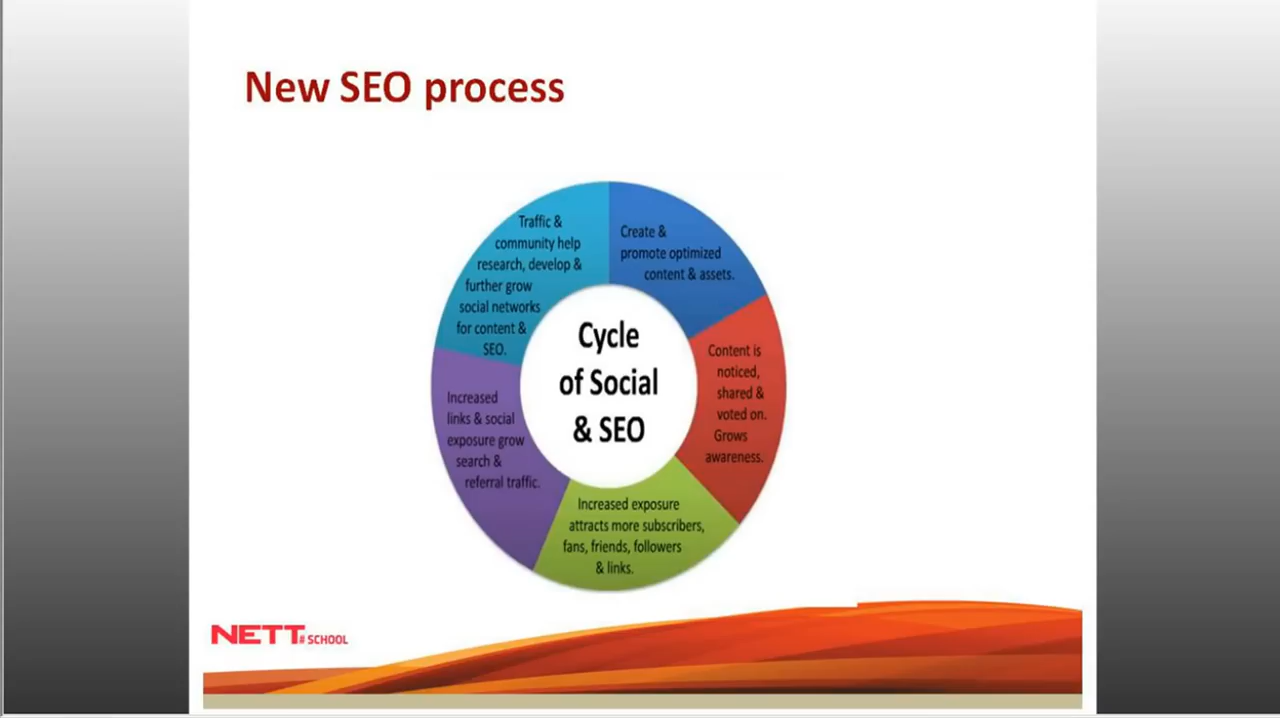 New SEO process
Create &
promote optimized
content & assets.
Content is
noticed,
shared &
voted on.
Grows
awareness.
Increased exposure
attracts more subscribers,
fans, friends, followers
& links.
Increased
links & social
exposure grow
search &
referral traffic.
Traffic &
community help
research, develop &
further grow
social networks
for content &
SEO.
Cycle
of Social
& SEO
NETT# SCHOOL